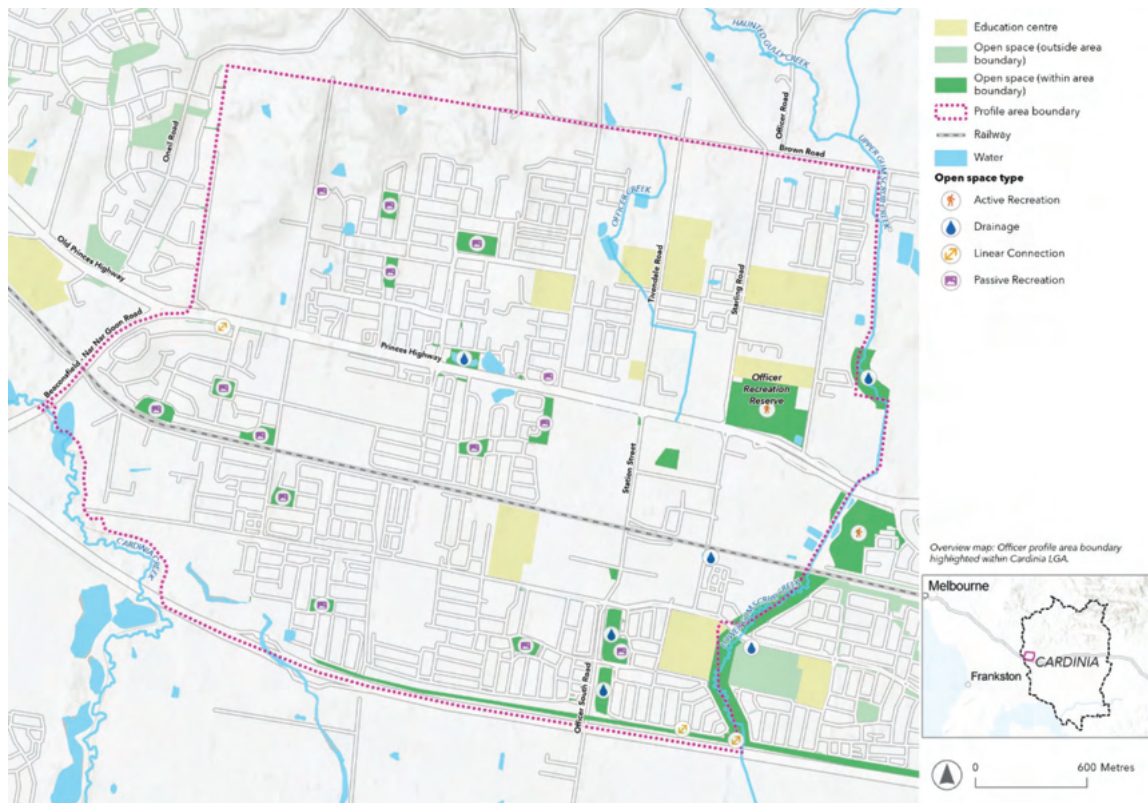 HAUNTED GULLY CREEK
Officer Road
Oneil Road
Brown Road
UPPER GUM SCRUB CREEK
OFFICER CREEK
Old Princes Highway
Tivendale Road
Starling Road
Beaconsfield - Nar Nar Goon Road
Princes Highway
Officer
Recreation
Reserve
Station Street
CARDINIA CREEK
LOWER GUM SCRUB CREEK
Officer South Road
Education centre
Open space (outside area
boundary)
Open space (within area
boundary)
Profile area boundary
Railway
Water
Open space type
Active Recreation
Drainage
Linear Connection
Passive Recreation
Overview map: Officer profile area boundary
highlighted within Cardinia LGA.
Melbourne
CARDINIA
Frankston
0 600 Metres